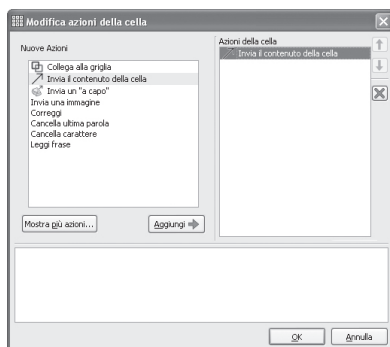 Modifica azioni della cella
Nuove Azioni
Collega alla griglia
Invia il contenuto della cella
Invia un "a capo"
Invia una immagine
Correggi
Cancella ultima parola
Cancella carattere
Leggi frase
Mostra più azioni...
Aggiungi
Azioni della cella
Invia il contenuto della cella
OK
Annulla